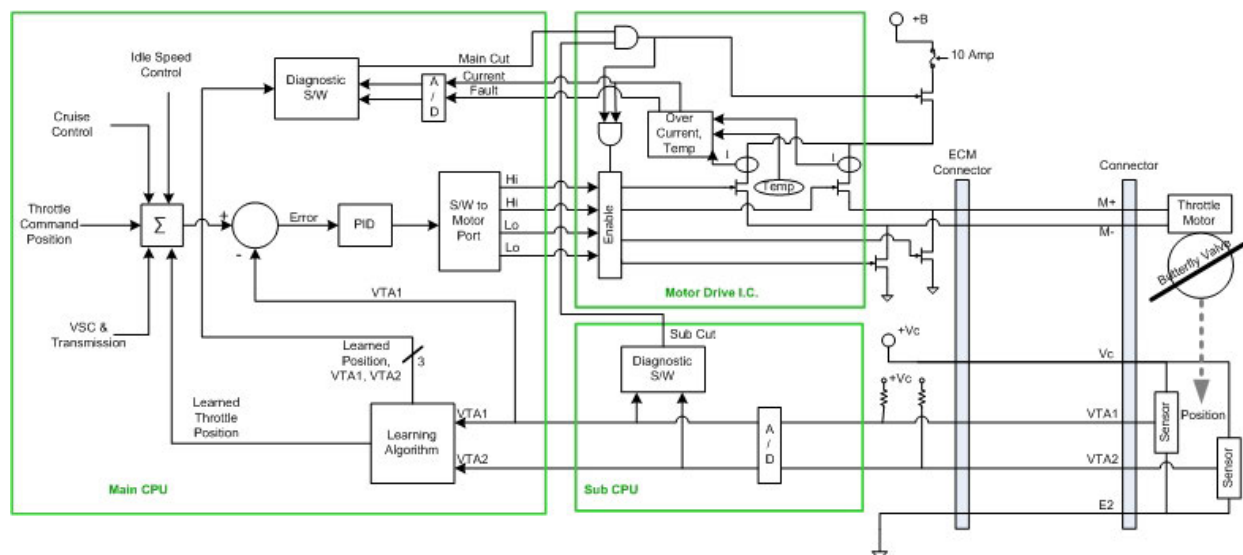 Idle Speed
Control
Cruise
Control
Throttle
Command
Position
VSC &
Transmission
Σ
+
-
Error
PID
S/W to
Motor
Port
Hi
Hi
Lo
Lo
Diagnostic
S/W
Main Cut
Current
Fault
A
/
D
VTA1
Learned
Position,
VTA1, VTA2
3
Learned
Throttle
Position
Learning
Algorithm
VTA1
VTA2
Main CPU
Over
Current,
Temp
I
I
Temp
Enable
Motor Drive I.C.
Sub Cut
Diagnostic
S/W
A
/
D
Sub CPU
+B
10 Amp
ECM
Connector
Connector
M+
M-
Throttle
Motor
Butterfly Valve
+Vc
+Vc
Vc
VTA1
VTA2
E2
Sensor
Sensor
Position